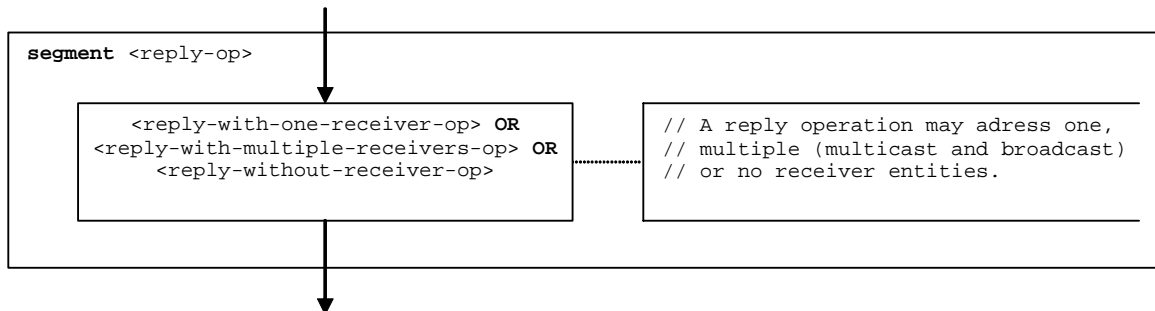 segment <reply-op>
<reply-with-one-receiver-op> OR
<reply-with-multiple-receivers-op> OR
<reply-without-receiver-op>
// A reply operation may adress one,
// multiple (multicast and broadcast)
// or no receiver entities.